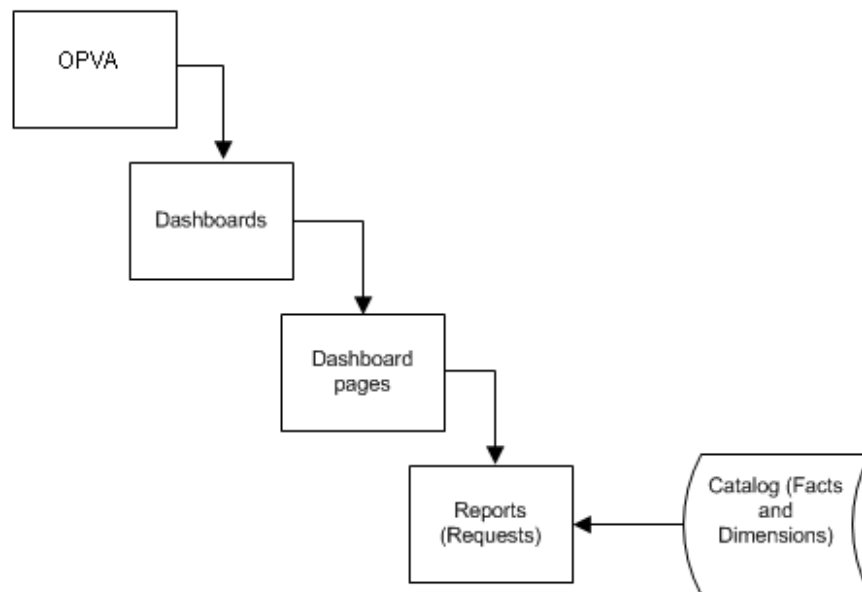 OPVA
Dashboards
Dashboard
pages
Reports
(Requests)
Catalog (Facts
and
Dimensions)